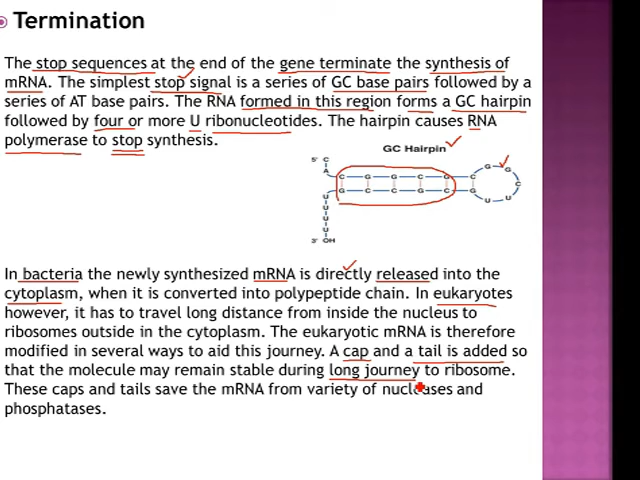 Termination
The stop sequences at the end of the gene terminate the synthesis of
mRNA. The simplest stop signal is a series of GC base pairs followed by a
series of AT base pairs. The RNA formed in this region forms a GC hairpin
followed by four or more U ribonucleotides. The hairpin causes RNA
polymerase to stop synthesis.
GC Hairpin
5' C
A
C G G C G C G G
C
G C C G C G U U
U
U
U
U
3' OH
In bacteria the newly synthesized mRNA is directly released into the
cytoplasm, when it is converted into polypeptide chain. In eukaryotes
however, it has to travel long distance from inside the nucleus to
ribosomes outside in the cytoplasm. The eukaryotic mRNA is therefore
modified in several ways to aid this journey. A cap and a tail is added so
that the molecule may remain stable during long journey to ribosome.
These caps and tails save the mRNA from variety of nucleases and
phosphatases.